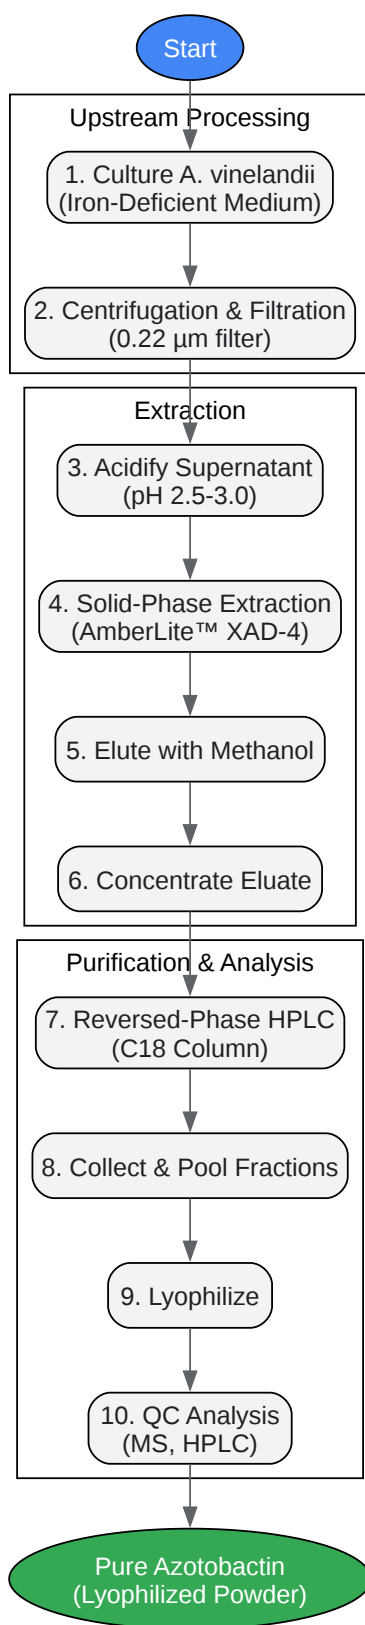 Start
Upstream Processing
1. Culture A. vinelandii
(Iron-Deficient Medium)
2. Centrifugation & Filtration
(0.22 µm filter)
Extraction
3. Acidify Supernatant
(pH 2.5-3.0)
4. Solid-Phase Extraction
(AmberLite™ XAD-4)
5. Elute with Methanol
6. Concentrate Eluate
Purification & Analysis
7. Reversed-Phase HPLC
(C18 Column)
8. Collect & Pool Fractions
9. Lyophilize
10. QC Analysis
(MS, HPLC)
Pure Azotobactin
(Lyophilized Powder)